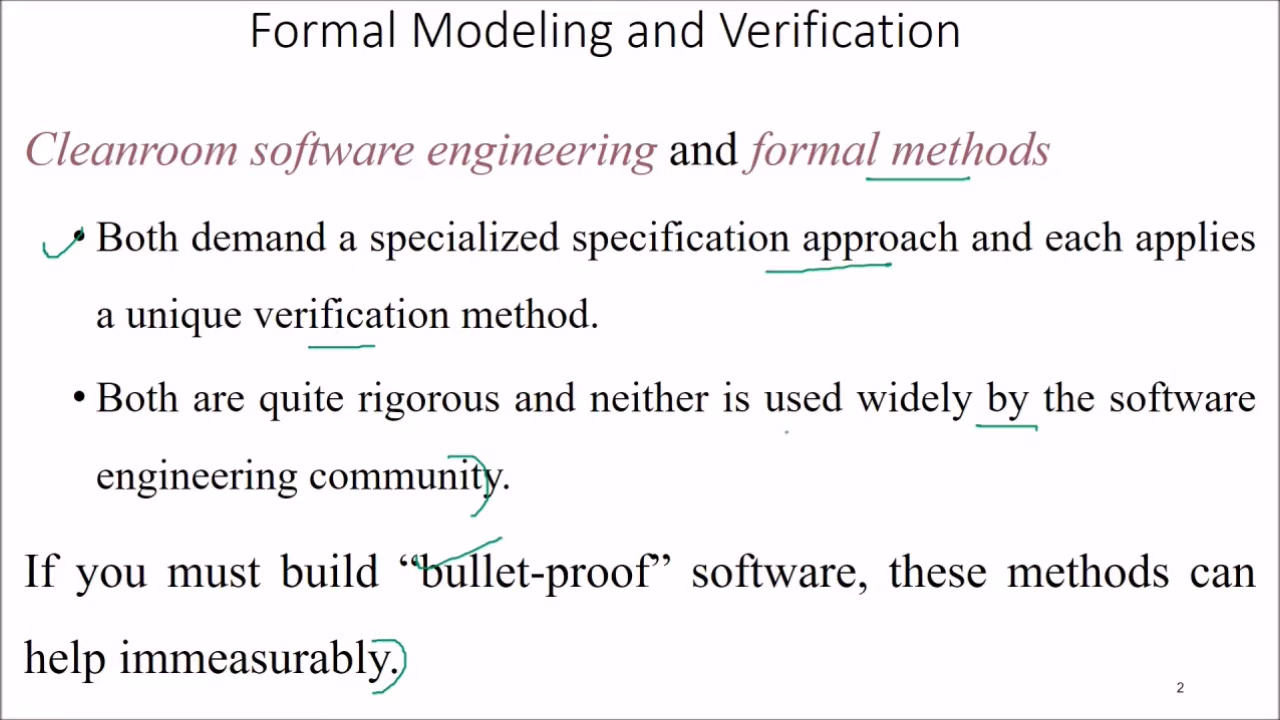 Formal Modeling and Verification
Cleanroom software engineering and formal methods
• Both demand a specialized specification approach and each applies
a unique verification method.
• Both are quite rigorous and neither is used widely by the software
engineering community.
If you must build “bullet-proof” software, these methods can
help immeasurably.
2